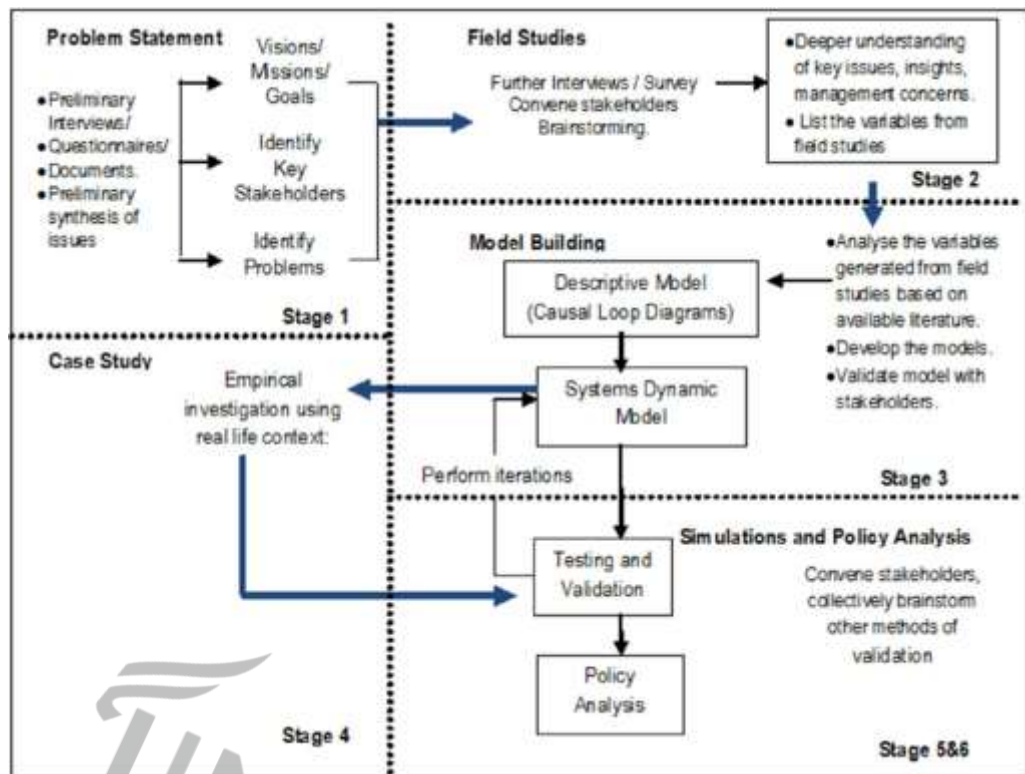 Problem Statement
●Preliminary
Interviews/
●Questionnaires/
●Documents.
●Preliminary
synthesis of
issues
Visions/
Missions/
Goals
Identify
Key
Stakeholders
Identify
Problems
Stage 1
Field Studies
Further Interviews / Survey
Convene stakeholders
Brainstorming.
●Deeper understanding
of key issues, insights,
management concerns.
● List the variables from
field studies
Stage 2
Model Building
Descriptive Model
(Causal Loop Diagrams)
Systems Dynamic
Model
●Analyse the variables
generated from field
studies based on
available literature.
●Develop the models.
●Validate model with
stakeholders.
Perform iterations
Stage 3
Case Study
Empirical
investigation using
real life context:
Stage 4
Simulations and Policy Analysis
Testing and
Validation
Policy
Analysis
Convene stakeholders,
collectively brainstorm
other methods of
validation
Stage 5&6